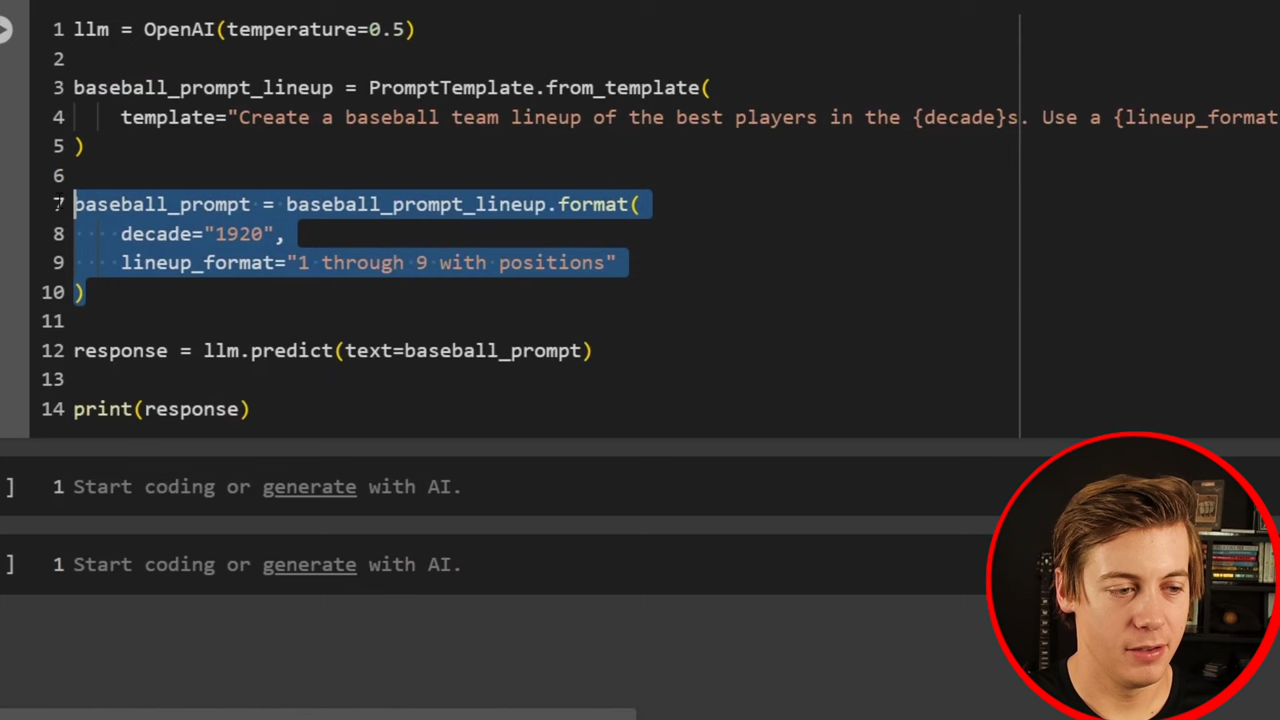 1 llm = OpenAI(temperature=0.5)
2
3 baseball_prompt_lineup = PromptTemplate.from_template(
4 template="Create a baseball team lineup of the best players in the {decade}s. Use a {lineup_format
5 )
6
7 baseball_prompt = baseball_prompt_lineup.format(
8 decade="1920",
9 lineup_format="1 through 9 with positions"
10 )
11
12 response = llm.predict(text=baseball_prompt)
13
14 print(response)
] 1 Start coding or generate with AI.
] 1 Start coding or generate with AI.